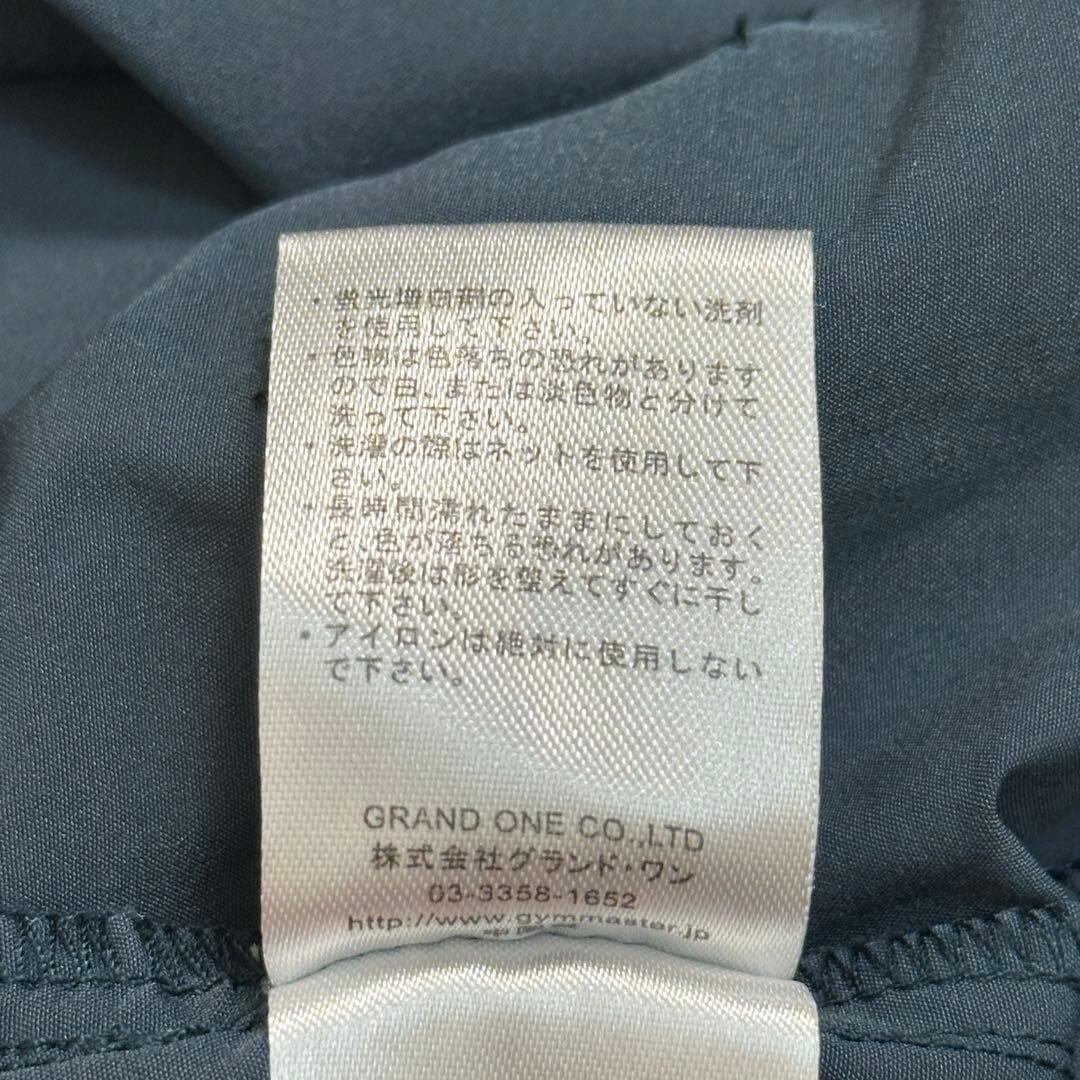 ・蛍光増白剤の入っていない洗剤
を使用して下さい。
・色物は色落ちの恐れがあります
ので白、または淡色物と分けて
洗って下さい。
・洗濯の際はネットを使用して下
さい。
・長時間濡れたままにしておく
と、色が落ちる恐れがあります。
洗濯後は形を整えてすぐに干し
て下さい。
・アイロンは絶対に使用しない
で下さい。
GRAND ONE CO.,LTD
株式会社グランド・ワン
03-3358-1652
http://www.gymmaster.jp